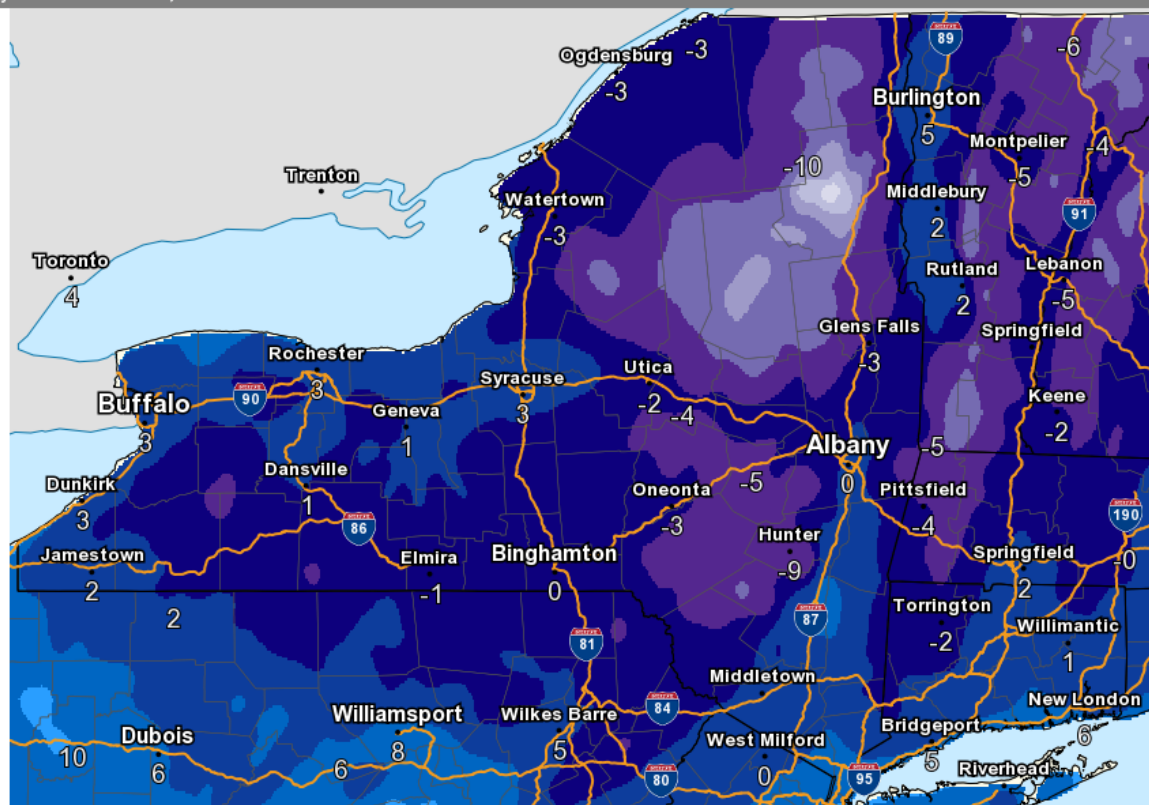 -3
Ogdensburg
-3
89
-6
Burlington
5
Montpelier
-4
-5
-10
Trenton
Watertown
-3
Middlebury
2
91
Toronto
4
Rutland
2
Lebanon
-5
Glens Falls
-3
Springfield
Rochester
3
Syracuse
3
Utica
-2
-4
Buffalo
3
90
Geneva
1
Keene
-2
Albany
0
-5
Dansville
1
Dunkirk
3
86
Oneonta
-3
-5
Pittsfield
-4
190
Jamestown
2
2
Elmira
-1
Binghamton
0
Hunter
-9
Springfield
2
-0
87
Torrington
-2
Willimantic
1
81
Middletown
84
New London
6
Dubois
6
10
Williamsport
8
6
Wilkes Barre
5
80
West Milford
0
95
Bridgeport
5
Riverhead